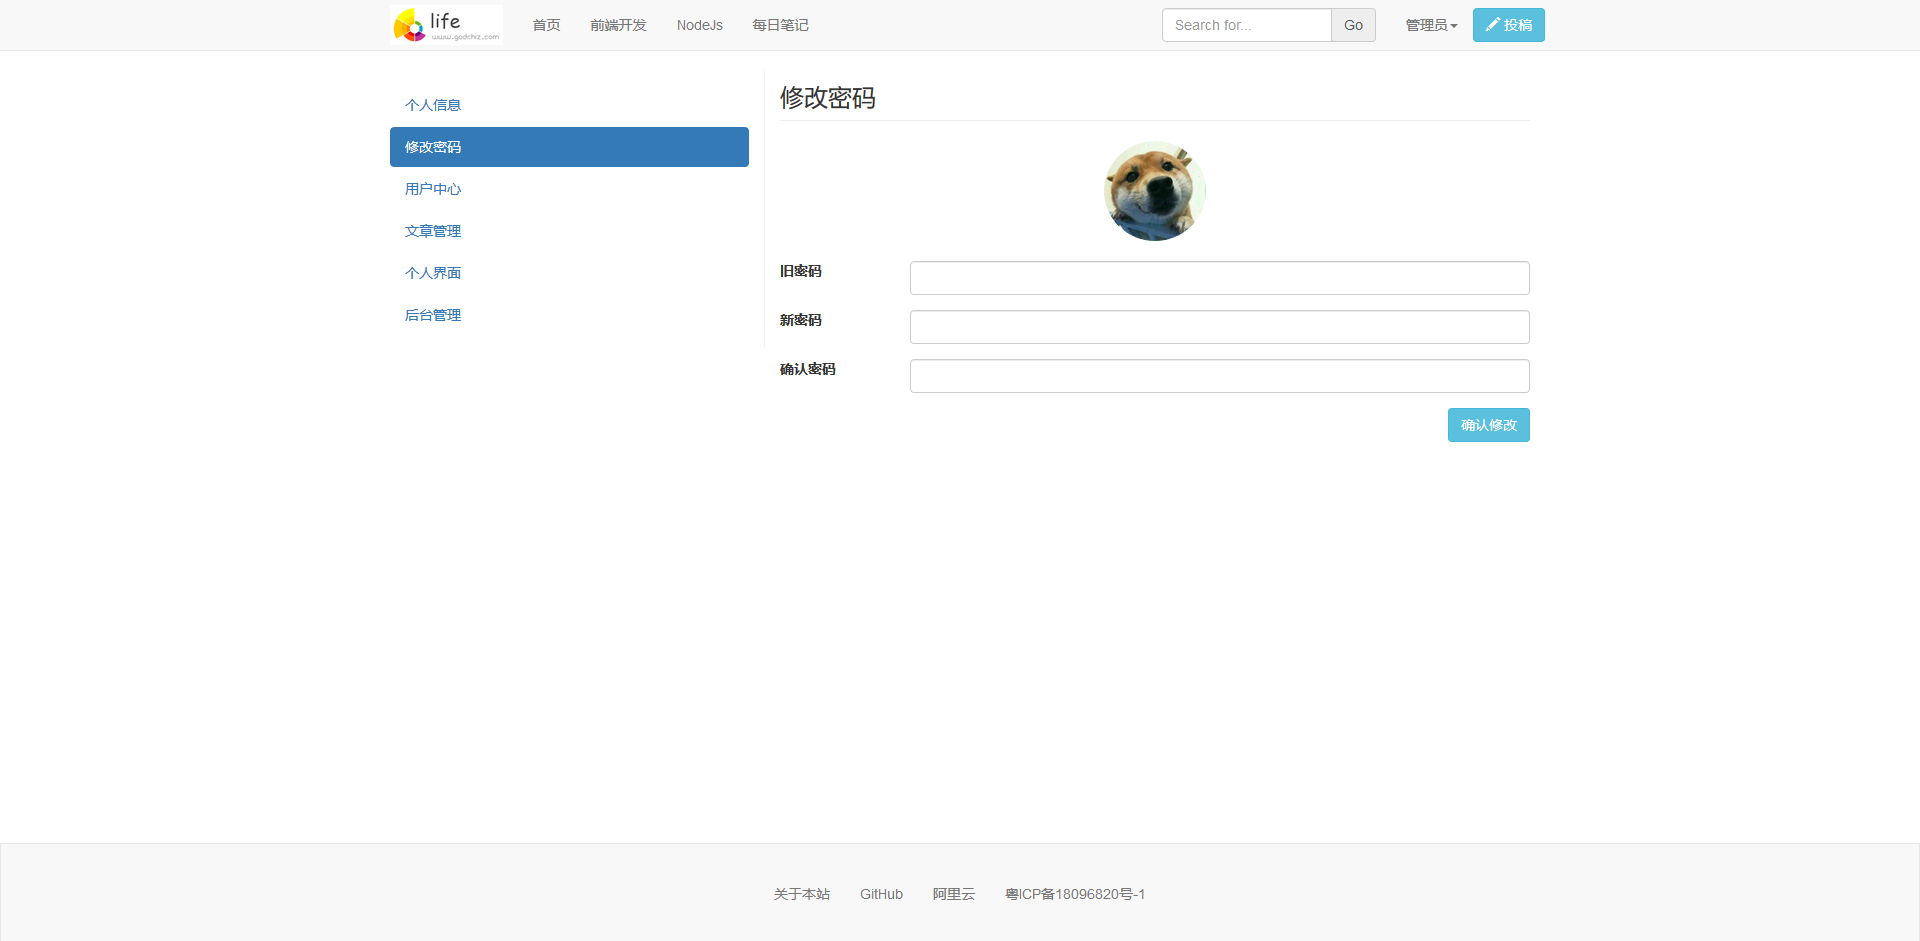 life
www.godchiz.com
首页 前端开发 NodeJs 每日笔记 Search for... Go 管理员 投稿
个人信息
修改密码
用户中心
文章管理
个人界面
后台管理
修改密码
旧密码
新密码
确认密码
确认修改
关于本站 GitHub 阿里云 粤ICP备18096820号-1